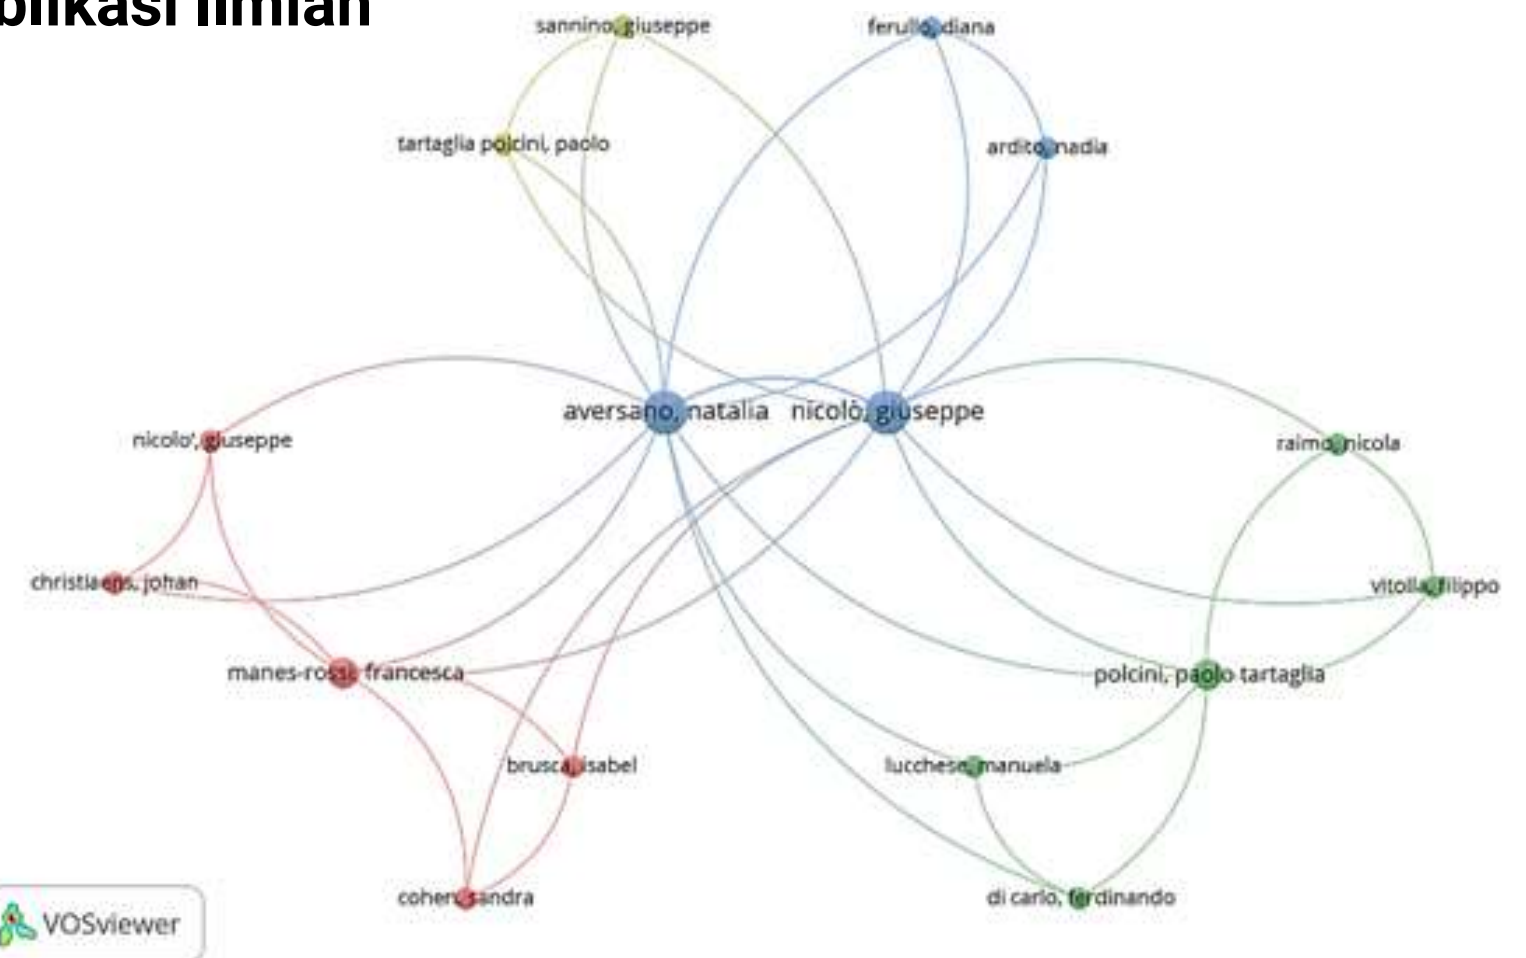 blikasi Ilmiah
sannino, giuseppe
ferullo, diana
tartaglia polcini, paolo
ardito, nadia
aversano, natalia
nicolò, giuseppe
nicolo', giuseppe
raimo, nicola
christiaens, johan
vitolla, filippo
manes-rossi, francesca
polcini, paolo tartaglia
brusca, isabel
lucchese, manuela
cohen, sandra
di carlo, ferdinando
VOSviewer